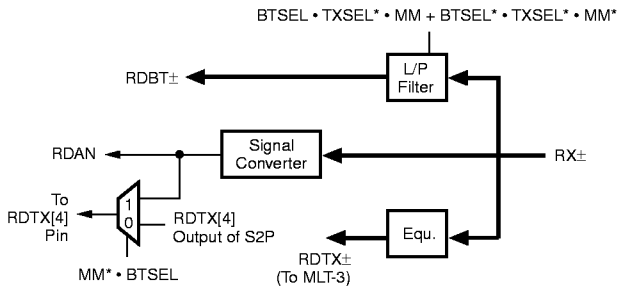 BTSEL • TXSEL* • MM + BTSEL* • TXSEL* • MM*
L/P
Filter
RDBT±
Signal
Converter
RDAN
RX±
To
RDTX[4]
Pin
1
0
RDTX[4]
Output of S2P
MM* • BTSEL
Equ.
RDTX±
(To MLT-3)